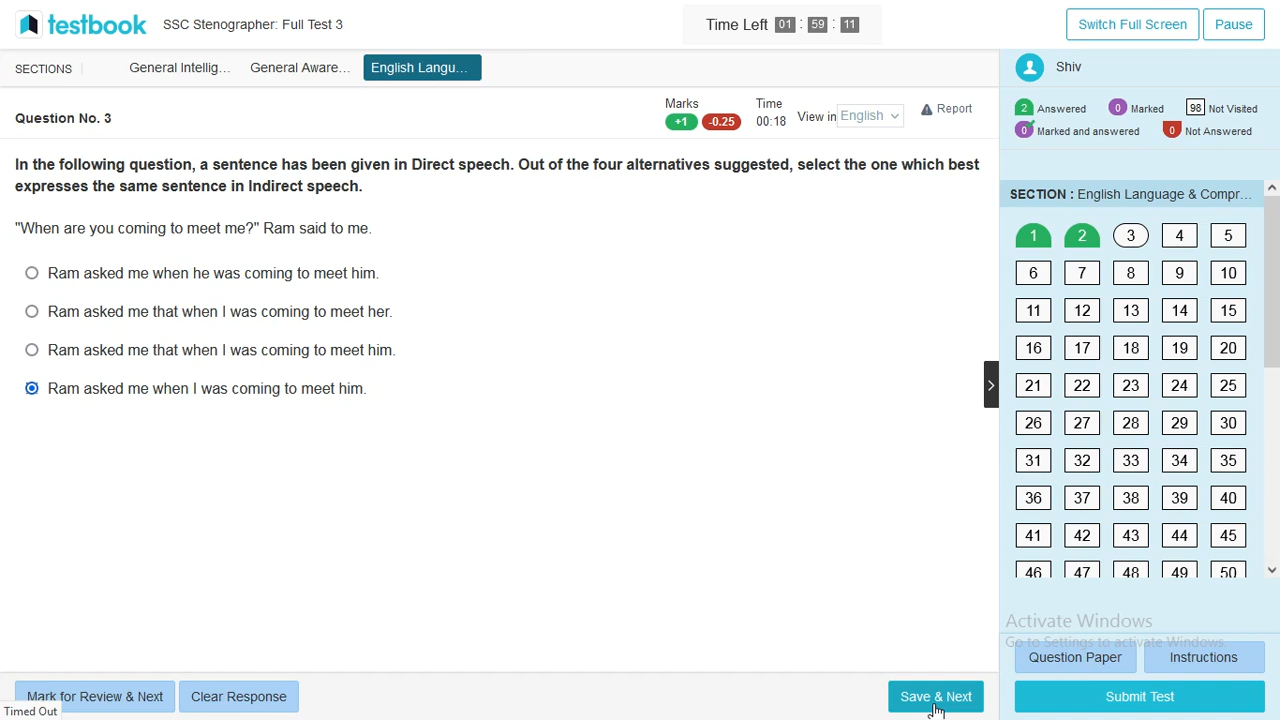 testbook SSC Stenographer: Full Test 3 Time Left 01 : 59 : 11 Switch Full Screen Pause
SECTIONS General Intellig... General Aware... English Langu... Shiv
Question No. 3 Marks +1 -0.25 Time 00:18 View in English Report
2 Answered 0 Marked 98 Not Visited
0 Marked and answered 0 Not Answered
In the following question, a sentence has been given in Direct speech. Out of the four alternatives suggested, select the one which best
expresses the same sentence in Indirect speech.
"When are you coming to meet me?" Ram said to me.
Ram asked me when he was coming to meet him.
Ram asked me that when I was coming to meet her.
Ram asked me that when I was coming to meet him.
Ram asked me when I was coming to meet him.
SECTION : English Language & Compr...
1 2 3 4 5
6 7 8 9 10
11 12 13 14 15
16 17 18 19 20
21 22 23 24 25
26 27 28 29 30
31 32 33 34 35
36 37 38 39 40
41 42 43 44 45
46 47 48 49 50
Activate Windows
Go to Settings to activate Windows.
Question Paper Instructions
Mark for Review & Next Clear Response Save & Next Submit Test
Timed Out